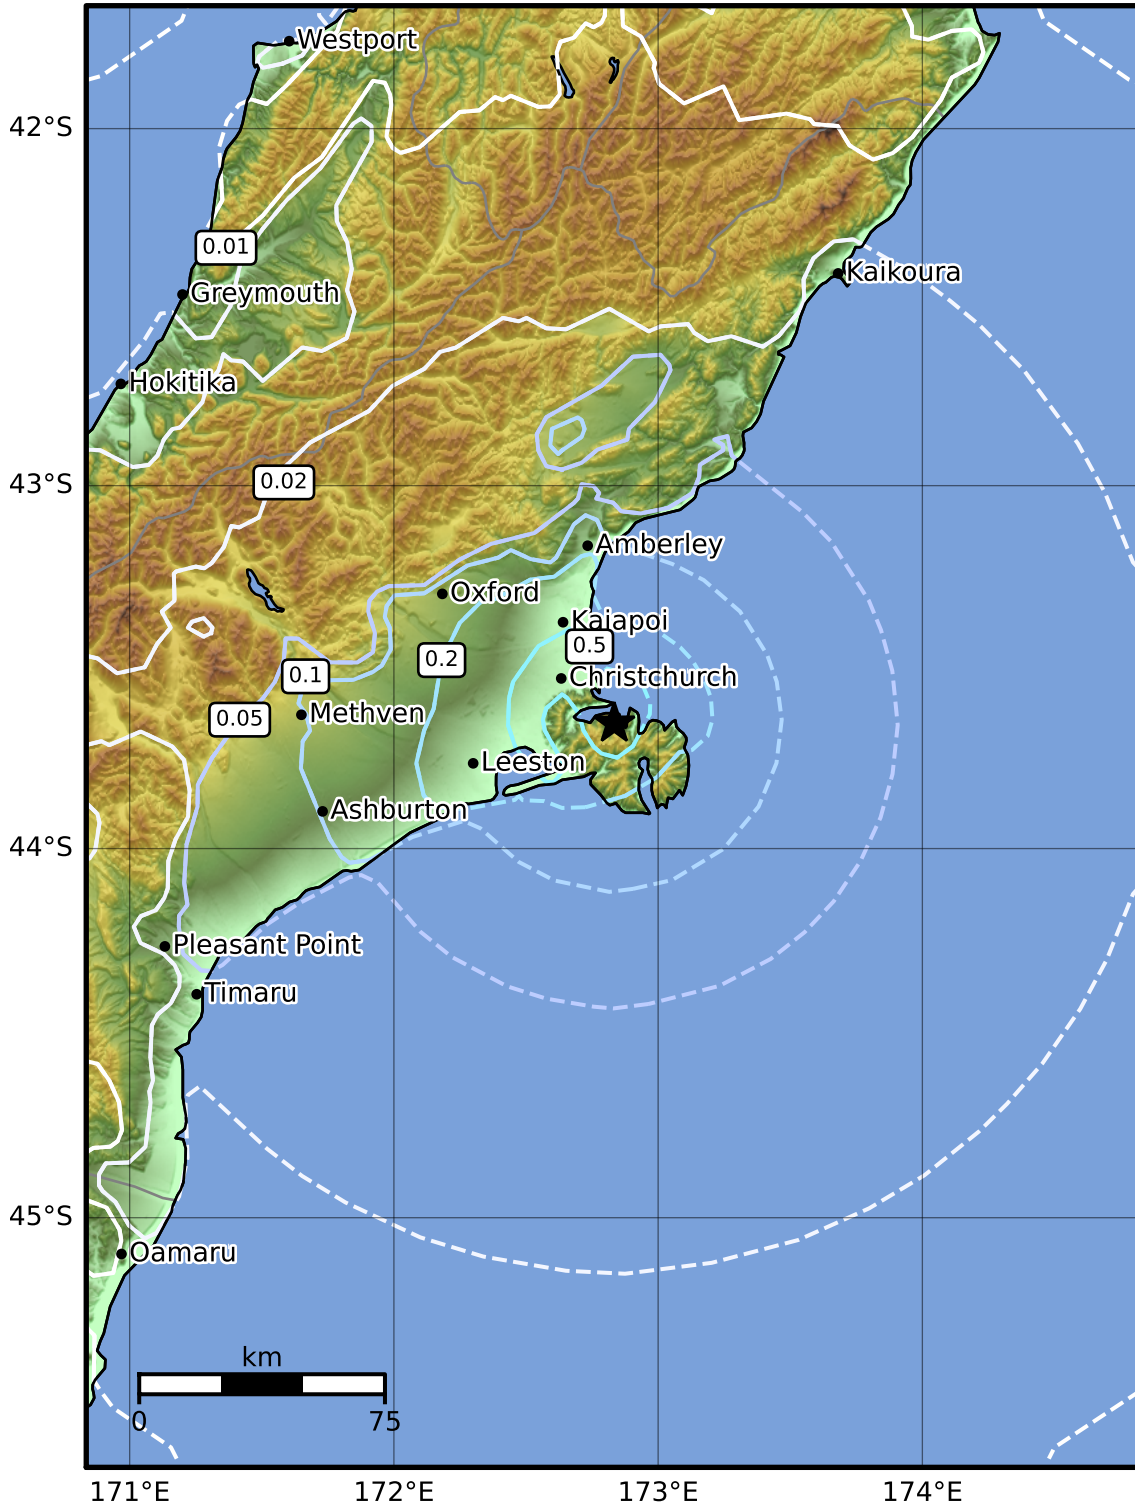 Westport
42°S
0.01
Kaikoura
Greymouth
Hokitika
0.02
43°S
Amberley
Oxford
Kaiapoi
0.5
0.2
0.1
Christchurch
Methven
0.05
Leeston
Ashburton
44°S
Pleasant Point
Timaru
45°S
Oamaru
km
0 75
171°E 172°E 173°E 174°E